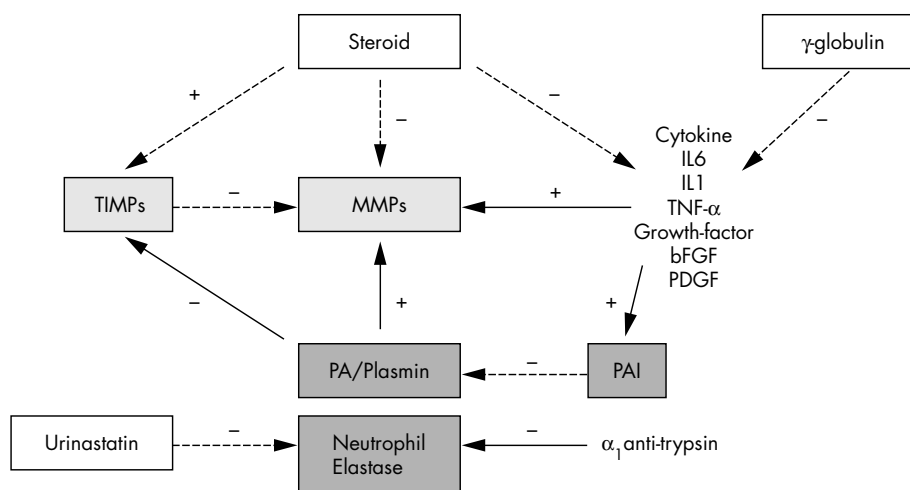 Steroid
γ-globulin
+
–
–
–
Cytokine
IL6
IL1
TNF-α
Growth-factor
bFGF
PDGF
TIMPs
–
MMPs
+
–
+
+
PA/Plasmin
–
PAI
Urinastatin
–
Neutrophil
Elastase
–
α₁ anti-trypsin